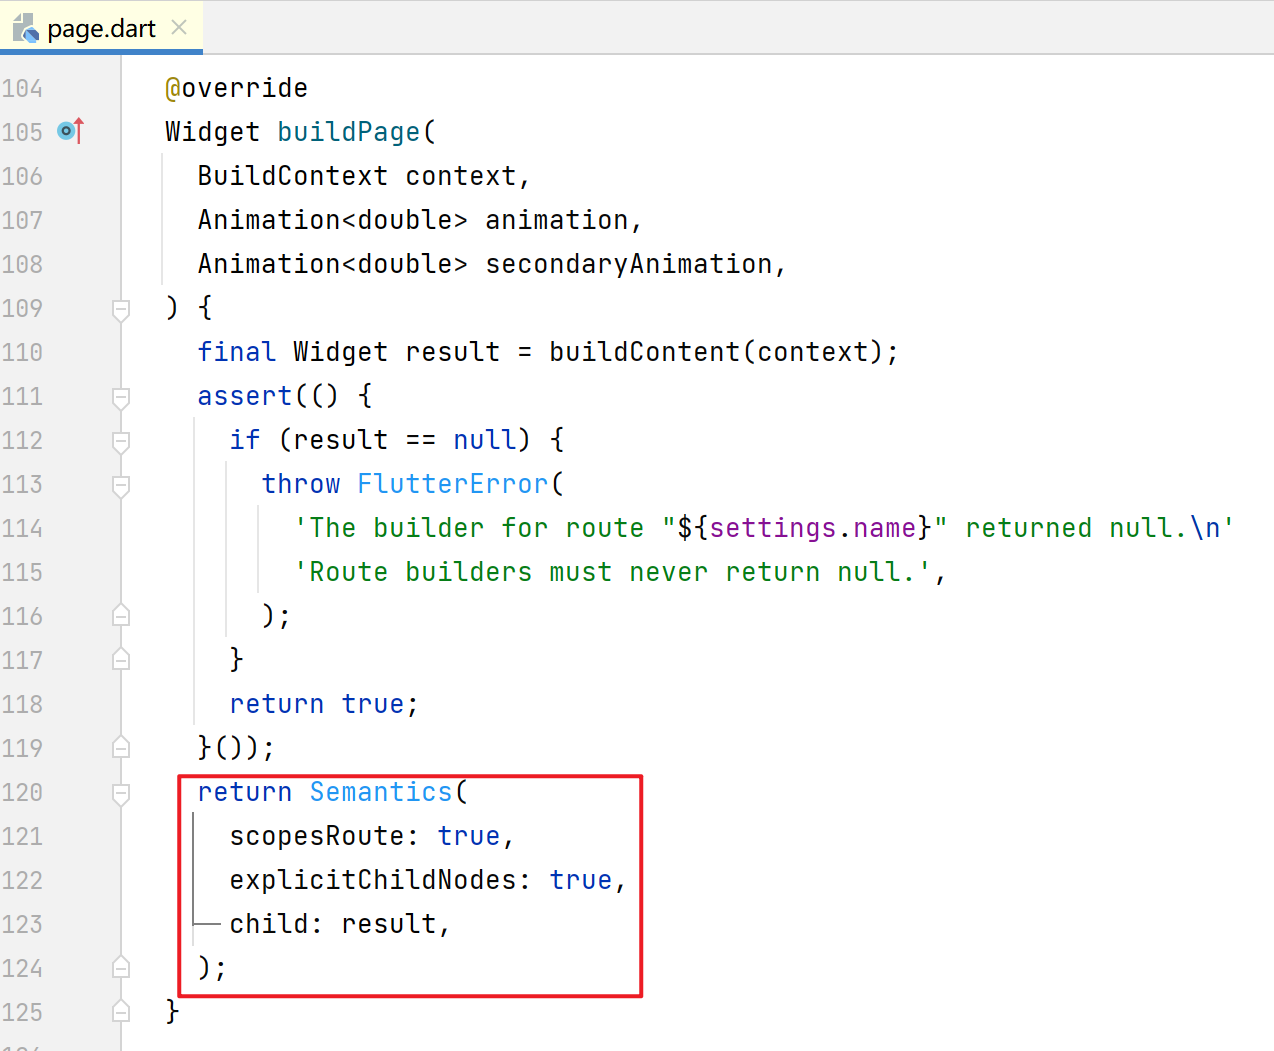 page.dart
104 @override
105 Widget buildPage(
106 BuildContext context,
107 Animation<double> animation,
108 Animation<double> secondaryAnimation,
109 ) {
110 final Widget result = buildContent(context);
111 assert(() {
112 if (result == null) {
113 throw FlutterError(
114 'The builder for route "${settings.name}" returned null.\n'
115 'Route builders must never return null.',
116 );
117 }
118 return true;
119 }());
120 return Semantics(
121 scopesRoute: true,
122 explicitChildNodes: true,
123 child: result,
124 );
125 }